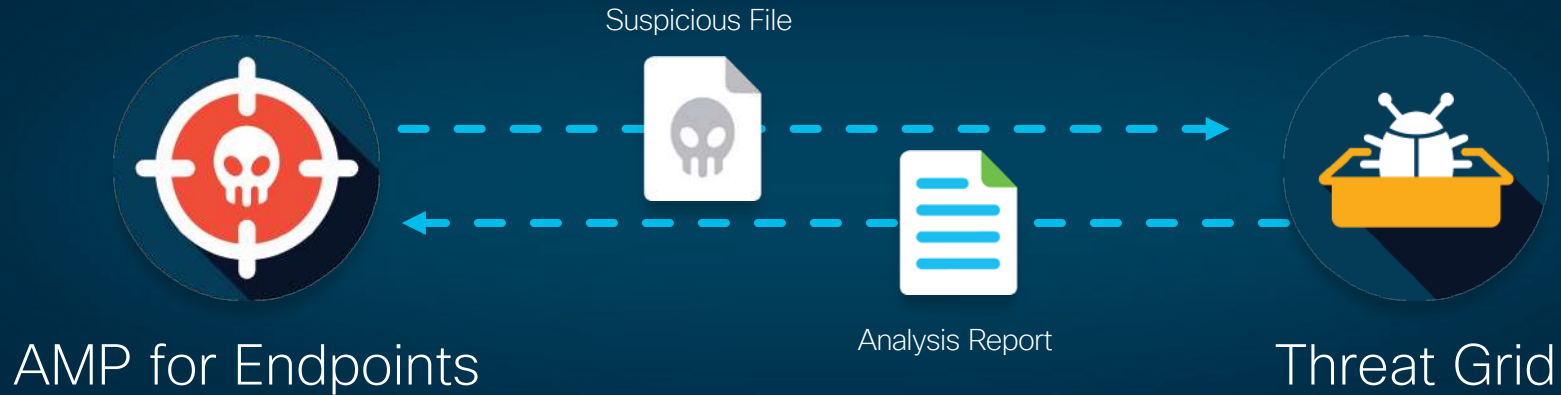 Suspicious File
Analysis Report
AMP for Endpoints
Threat Grid